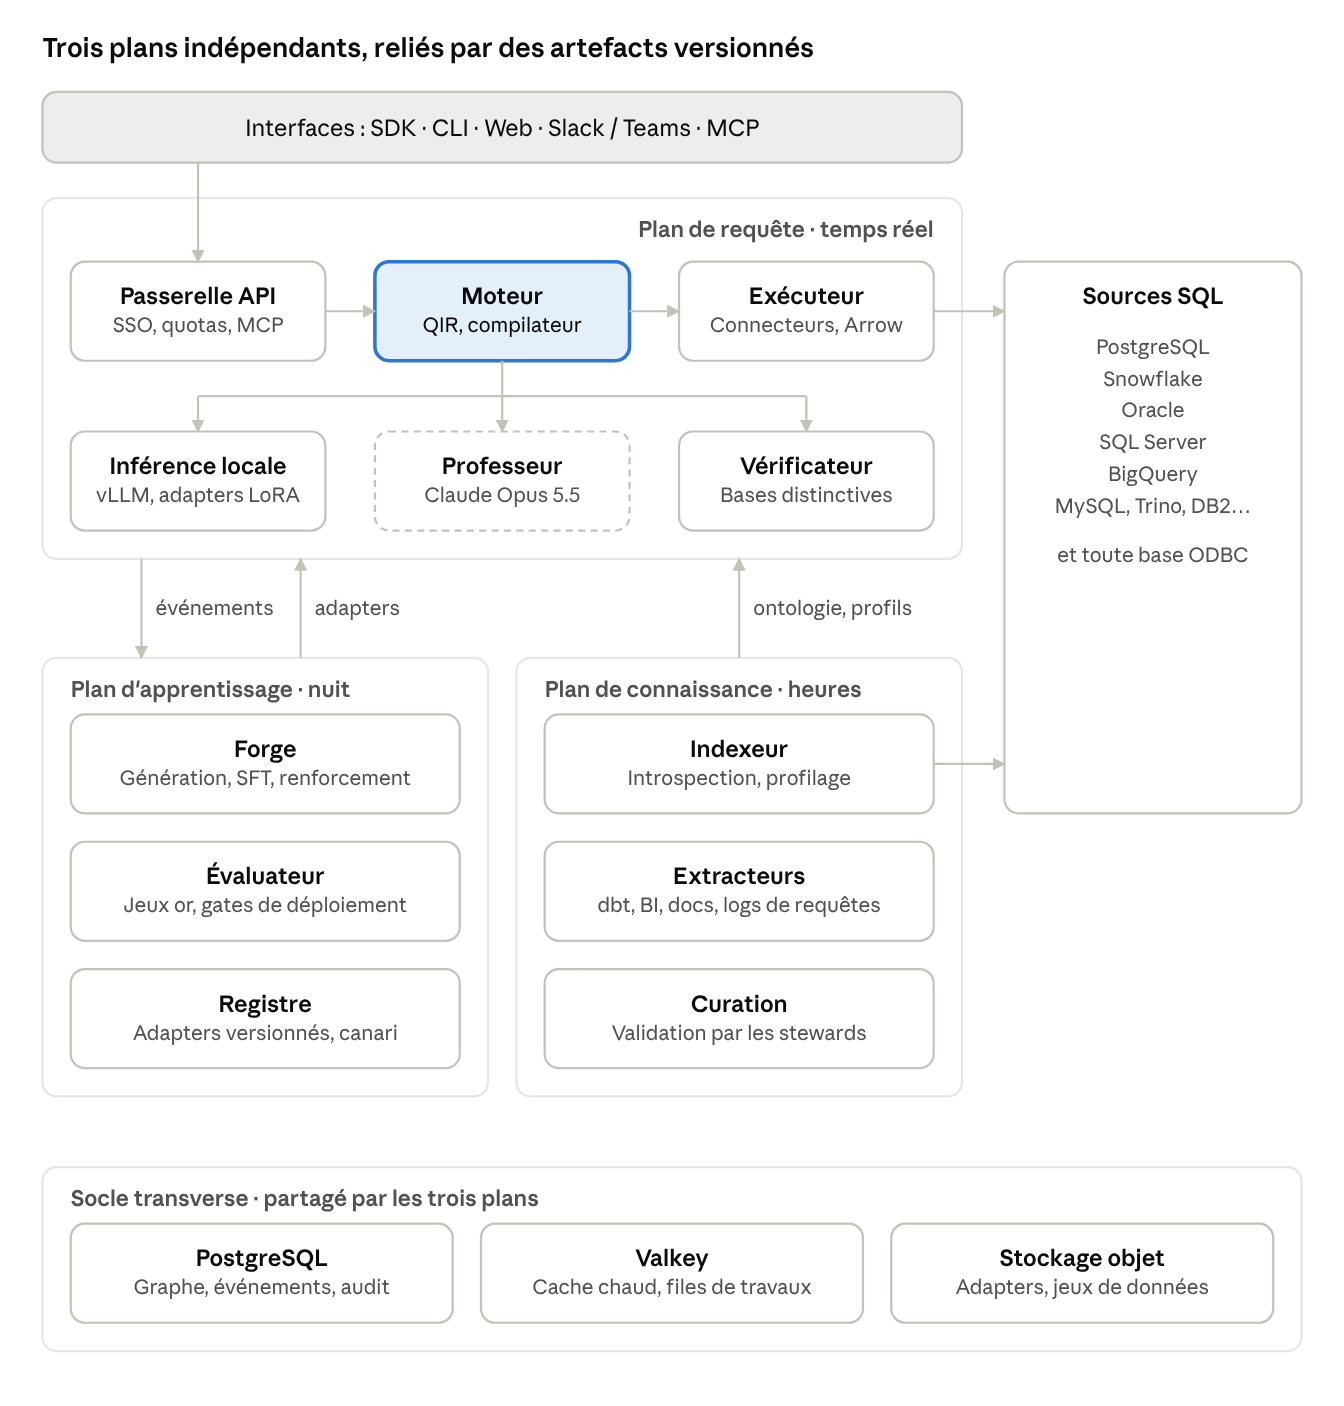 Trois plans indépendants, reliés par des artefacts versionnés
Interfaces : SDK · CLI · Web · Slack / Teams · MCP
Plan de requête · temps réel
Passerelle API
SSO, quotas, MCP
Moteur
QIR, compilateur
Exécuteur
Connecteurs, Arrow
Sources SQL
PostgreSQL
Snowflake
Oracle
SQL Server
BigQuery
MySQL, Trino, DB2…
et toute base ODBC
Inférence locale
vLLM, adapters LoRA
Professeur
Claude Opus 5.5
Vérificateur
Bases distinctives
événements
adapters
ontologie, profils
Plan d'apprentissage · nuit
Forge
Génération, SFT, renforcement
Évaluateur
Jeux or, gates de déploiement
Registre
Adapters versionnés, canari
Plan de connaissance · heures
Indexeur
Introspection, profilage
Extracteurs
dbt, BI, docs, logs de requêtes
Curation
Validation par les stewards
Socle transverse · partagé par les trois plans
PostgreSQL
Graphe, événements, audit
Valkey
Cache chaud, files de travaux
Stockage objet
Adapters, jeux de données